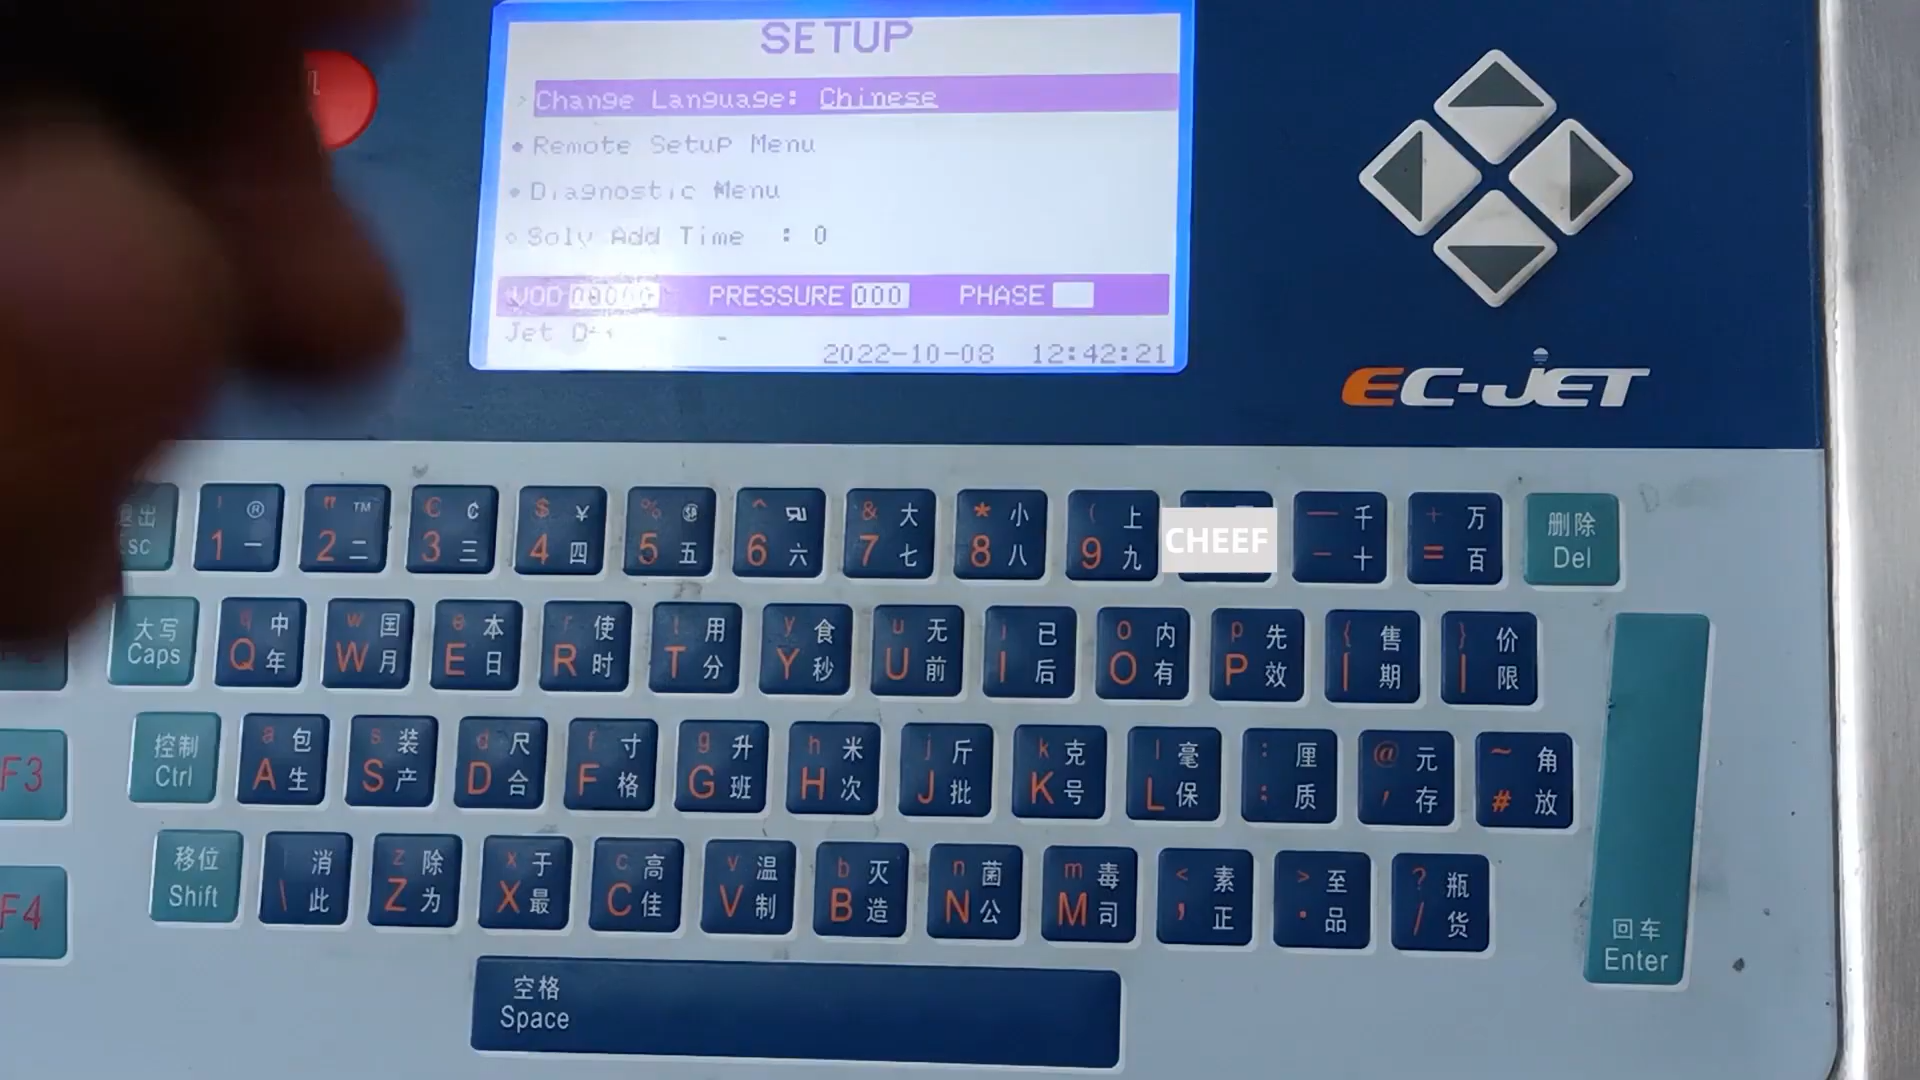 SETUP
Change Language: Chinese
Remote Setup Menu
Diagnostic Menu
Solv Add Time : 0
VOD 00000 PRESSURE 000 PHASE
Jet
2022-10-08 12:42:21
EC-JET
退出
! ® " ™ € ¢ $ ¥ % ^ & 大 * 小 ( 上 — 千 + 万 删除
1 一 2 二 3 三 4 四 5 五 6 六 7 七 8 八 9 九 CHEEF - 十 = 百 Del
大写 q 中 w 国 e 本 r 使 t 用 y 食 u 无 i 已 o 内 p 先 { 售 } 价
Caps Q 年 W 月 E 日 R 时 T 分 Y 秒 U 前 I 后 O 有 P 效 | 期 | 限
控制 a 包 s 装 d 尺 f 寸 g 升 h 米 j 斤 k 克 l 毫 : 厘 @ 元 ~ 角
F3 Ctrl A 生 S 产 D 合 F 格 G 班 H 次 J 批 K 号 L 保 : 质 ' 存 # 放
移位 消 z 除 x 于 c 高 v 温 b 灭 n 菌 m 毒 < 素 > 至 ? 瓶
F4 Shift \ 此 Z 为 X 最 C 佳 V 制 B 造 N 公 M 司 , 正 . 品 / 货
回车
Enter
空格
Space